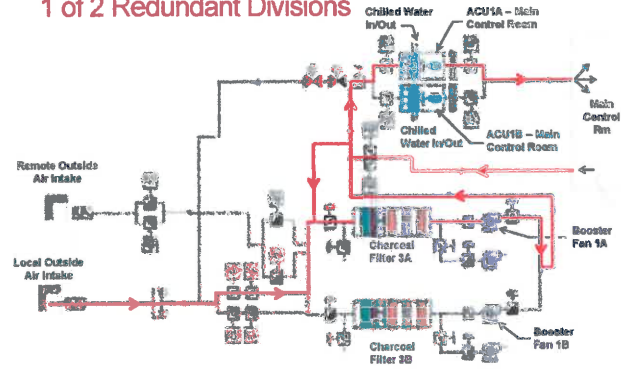 1 of 2 Redundant Divisions
Chilled Water
In/Out
ACU1A – Main
Control Room
Main
Control
Rm
Chilled
Water In/Out
ACU1B – Main
Control Room
Remote Outside
Air Intake
Local Outside
Air Intake
Charcoal
Filter 3A
Booster
Fan 1A
Charcoal
Filter 3B
Booster
Fan 1B